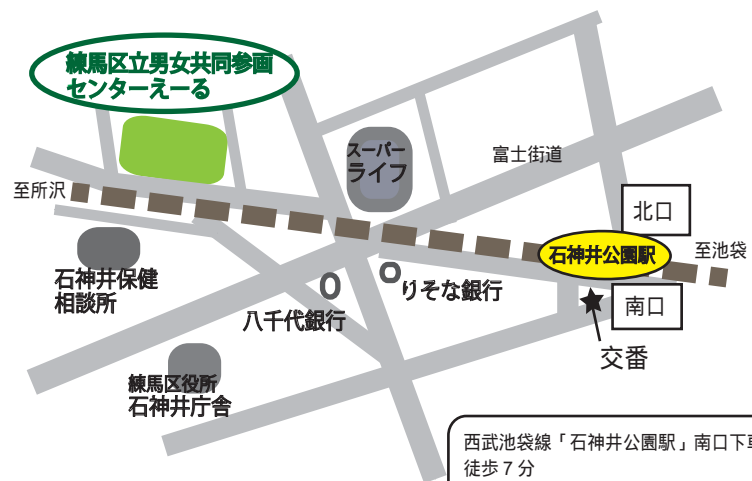 練馬区立男女共同参画
センターえーる
スーパー
ライフ
富士街道
至所沢
北口
石神井公園駅
至池袋
石神井保健
相談所
りそな銀行
八千代銀行
南口
交番
練馬区役所
石神井庁舎
西武池袋線「石神井公園駅」南口下車
徒歩7分